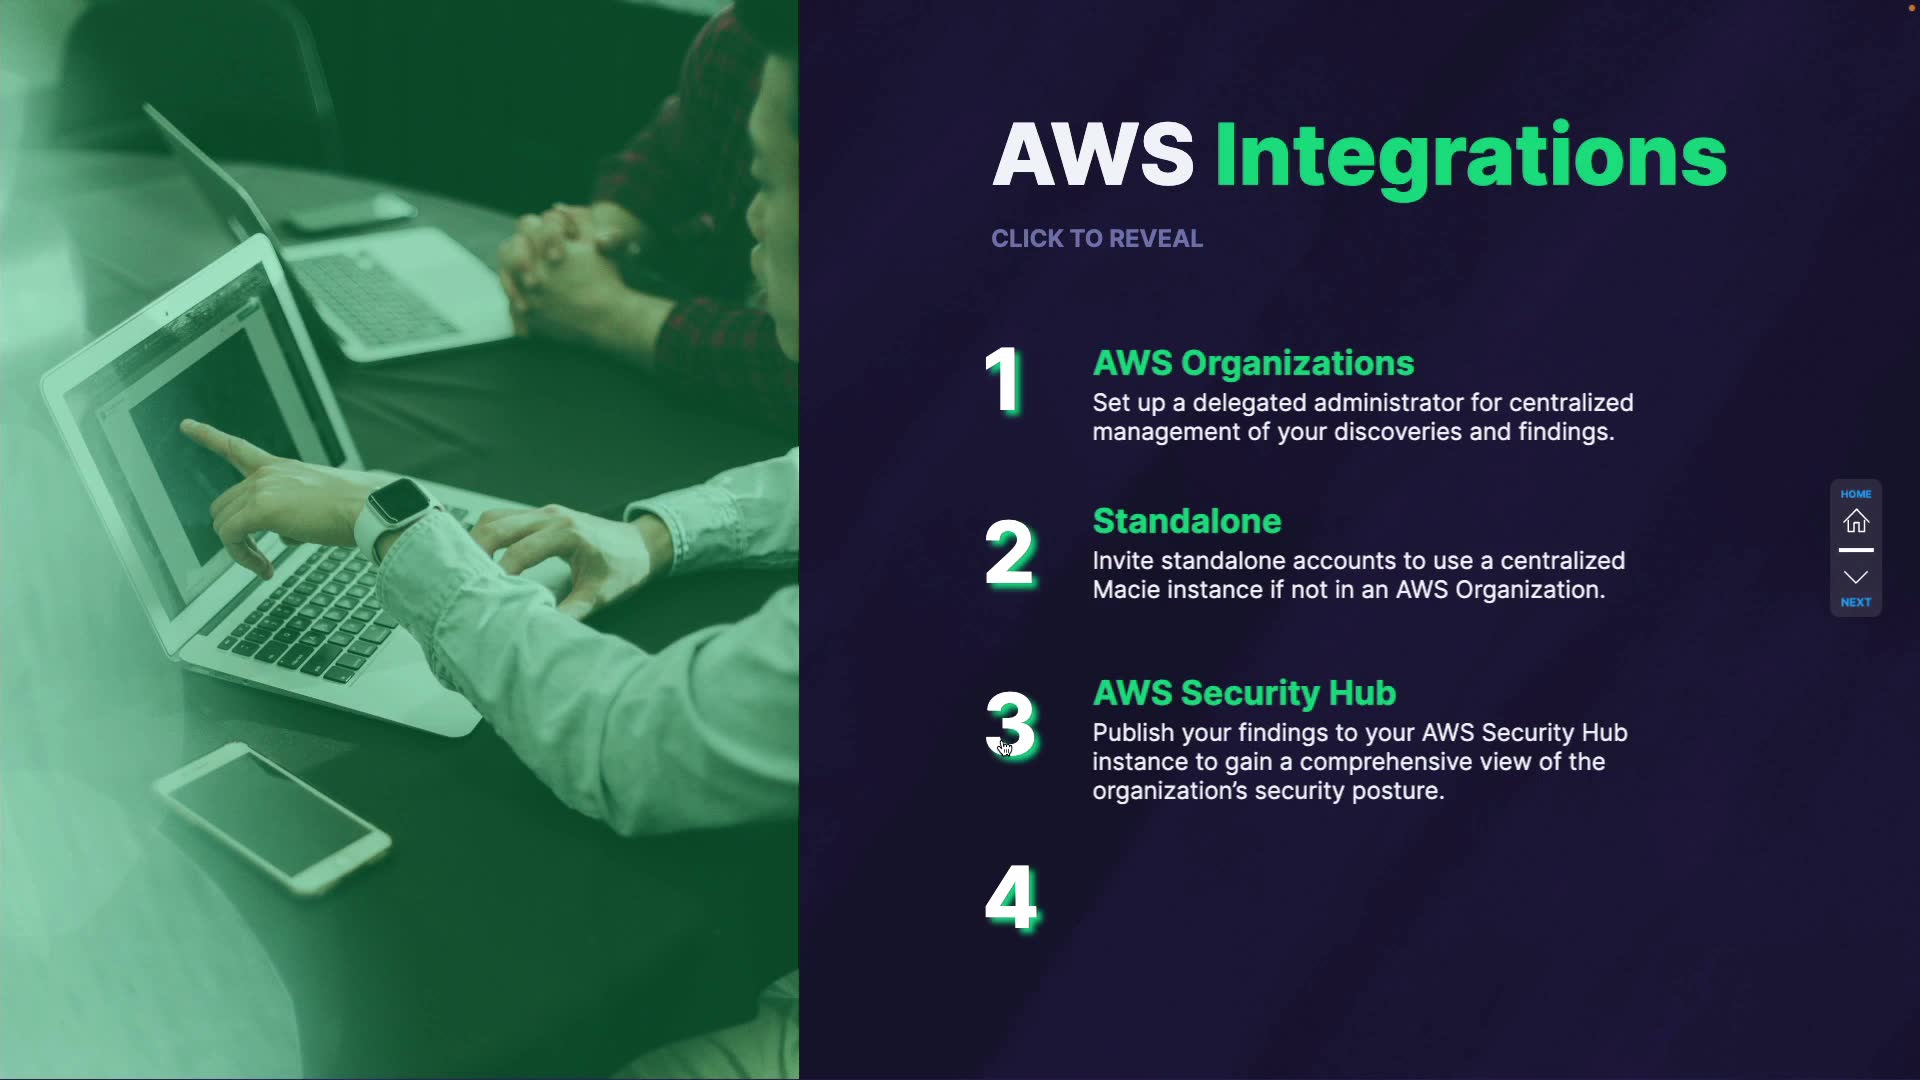 AWS Integrations
CLICK TO REVEAL
1
AWS Organizations
Set up a delegated administrator for centralized
management of your discoveries and findings.
2
Standalone
Invite standalone accounts to use a centralized
Macie instance if not in an AWS Organization.
3
AWS Security Hub
Publish your findings to your AWS Security Hub
instance to gain a comprehensive view of the
organization’s security posture.
4
HOME
NEXT